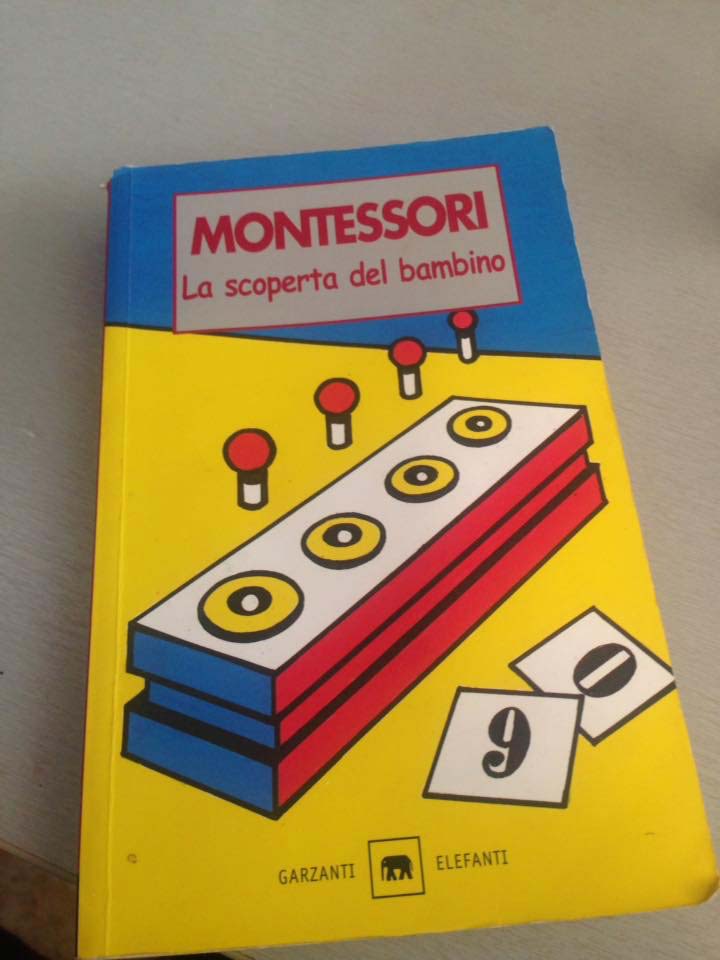 MONTESSORI
La scoperta del bambino
0
9
GARZANTI ELEFANTI